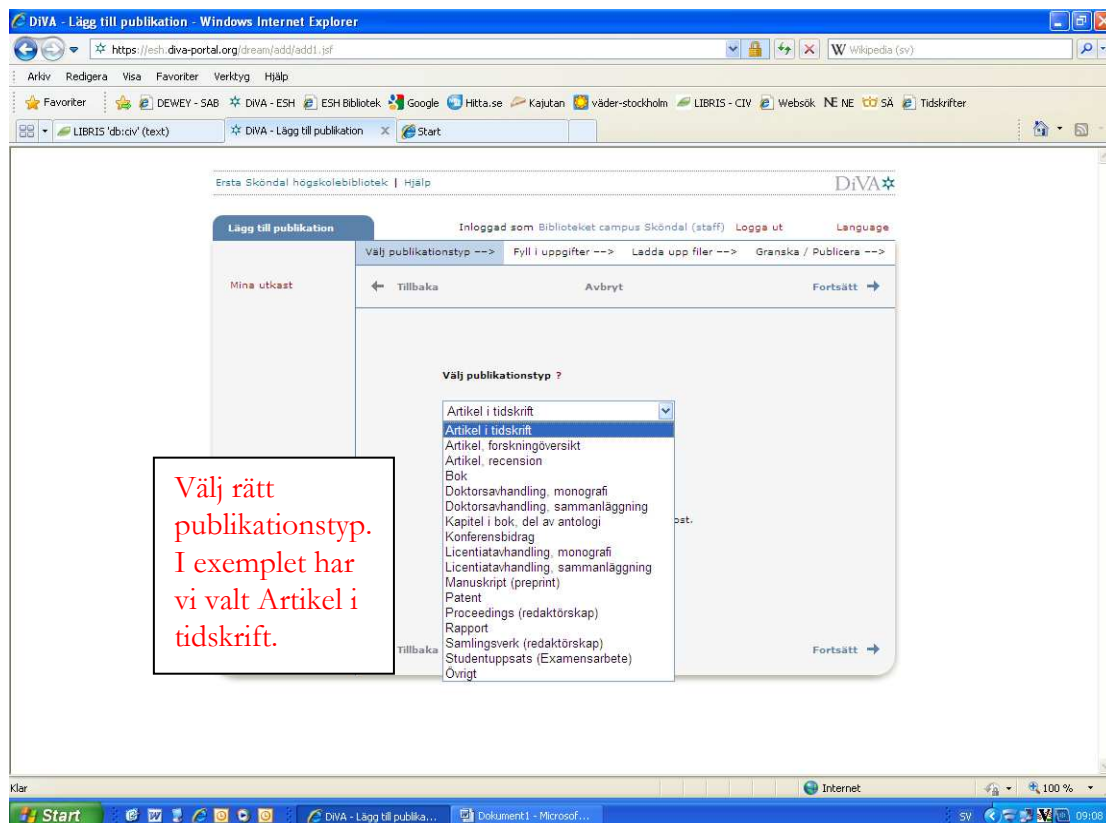 DiVA - Lägg till publikation - Windows Internet Explorer
https://esh.diva-portal.org/dream/add/add1.jsf
Wikipedia (sv)
Arkiv Redigera Visa Favoriter Verktyg Hjälp
Favoriter DEWEY - SAB DiVA - ESH ESH Bibliotek Google Hitta.se Kajutan väder-stockholm LIBRIS - CIV Websök NE NE SÄ Tidskrifter
LIBRIS 'db:civ' (text) DiVA - Lägg till publikation X Start
Ersta Sköndal högskolebibliotek | Hjälp DiVA
Lägg till publikation Inloggad som Biblioteket campus Sköndal (staff) Logga ut Language
Välj publikationstyp --> Fyll i uppgifter --> Ladda upp filer --> Granska / Publicera -->
Mina utkast Tillbaka Avbryt Fortsätt
Välj publikationstyp ?
Artikel i tidskrift
Artikel i tidskrift
Artikel, forskningöversikt
Artikel, recension
Bok
Doktorsavhandling, monografi
Doktorsavhandling, sammanläggning
Kapitel i bok, del av antologi
Konferensbidrag
Licentiatavhandling, monografi
Licentiatavhandling, sammanläggning
Manuskript (preprint)
Patent
Proceedings (redaktörskap)
Rapport
Samlingsverk (redaktörskap)
Studentuppsats (Examensarbete)
Övrigt
ost.
Välj rätt
publikationstyp.
I exemplet har
vi valt Artikel i
tidskrift.
Tillbaka Fortsätt
Klar Internet 100 %
Start DiVA - Lägg till publika... Dokument1 - Microsof... SV 09:08